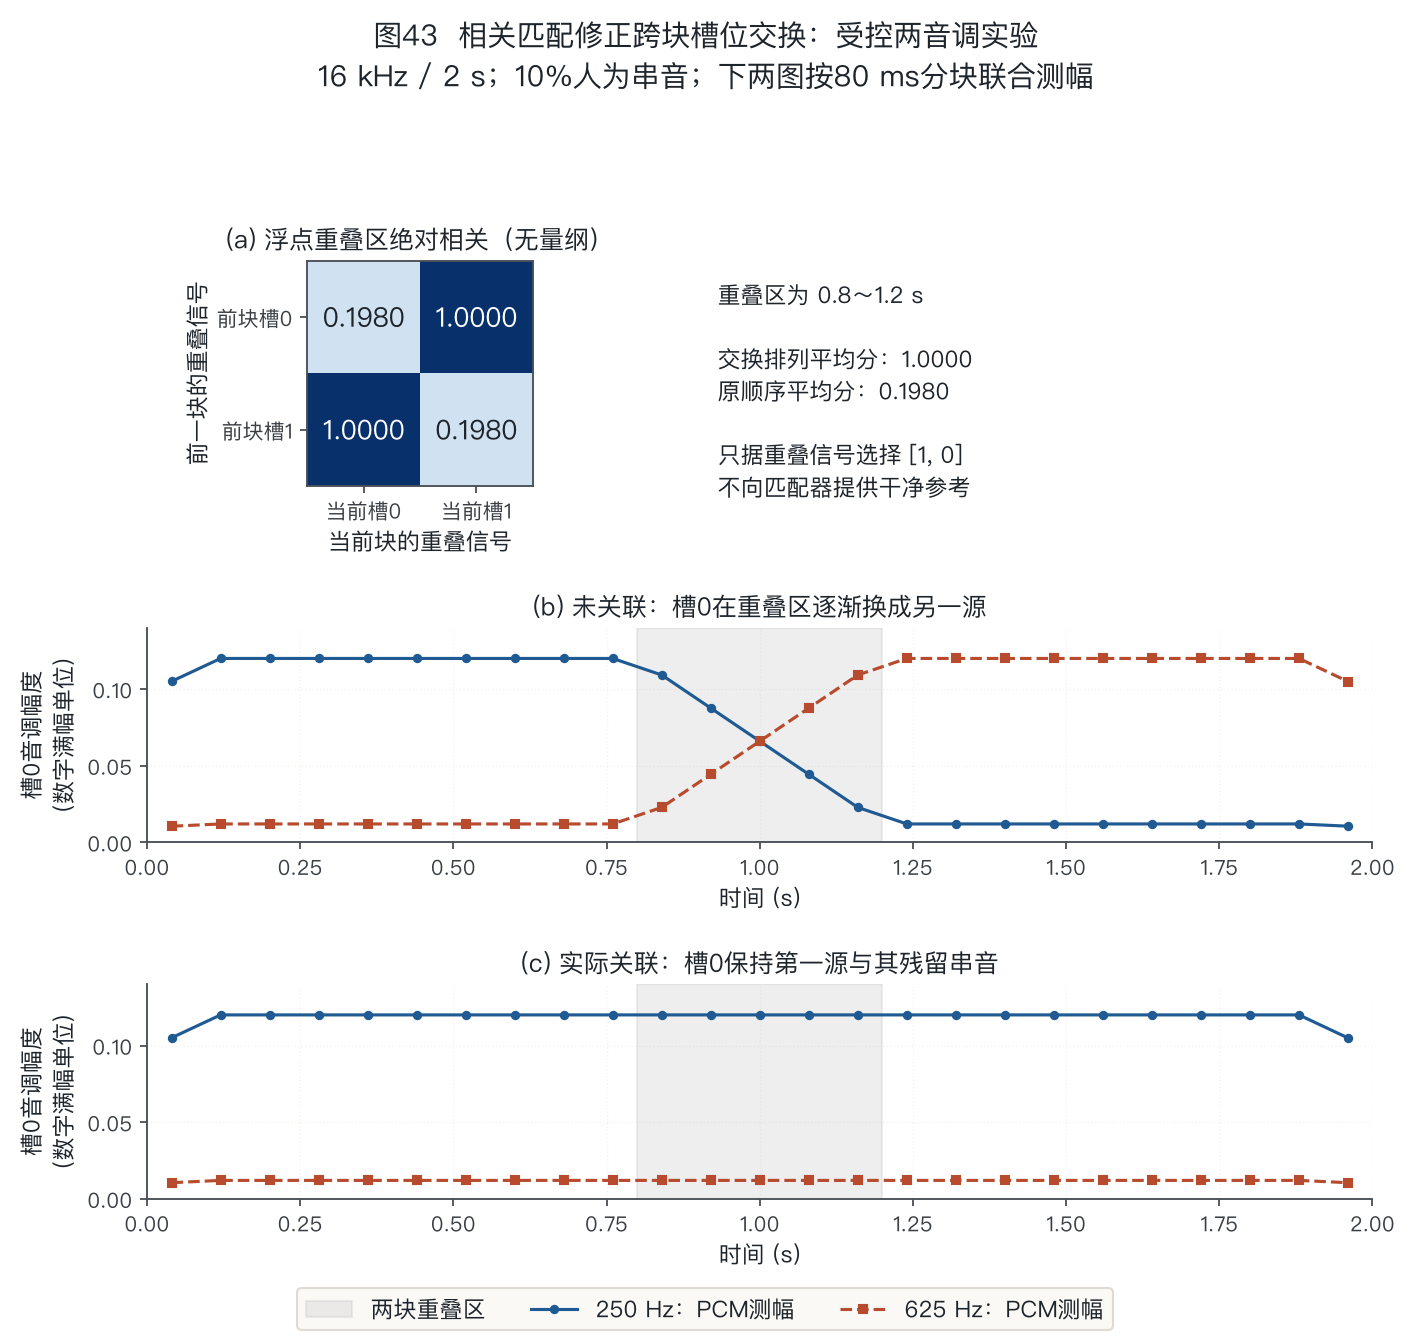 图43 相关匹配修正跨块槽位交换：受控两音调实验
16 kHz / 2 s；10%人为串音；下两图按80 ms分块联合测幅
(a) 浮点重叠区绝对相关（无量纲）
前一块的重叠信号
前块槽0
0.1980
1.0000
前块槽1
1.0000
0.1980
当前槽0
当前槽1
当前块的重叠信号
重叠区为 0.8～1.2 s
交换排列平均分：1.0000
原顺序平均分：0.1980
只据重叠信号选择 [1, 0]
不向匹配器提供干净参考
(b) 未关联：槽0在重叠区逐渐换成另一源
槽0音调幅度
(数字满幅单位)
0.10
0.05
0.00
0.00
0.25
0.50
0.75
1.00
1.25
1.50
1.75
2.00
时间 (s)
(c) 实际关联：槽0保持第一源与其残留串音
槽0音调幅度
(数字满幅单位)
0.10
0.05
0.00
0.00
0.25
0.50
0.75
1.00
1.25
1.50
1.75
2.00
时间 (s)
两块重叠区
250 Hz：PCM测幅
625 Hz：PCM测幅